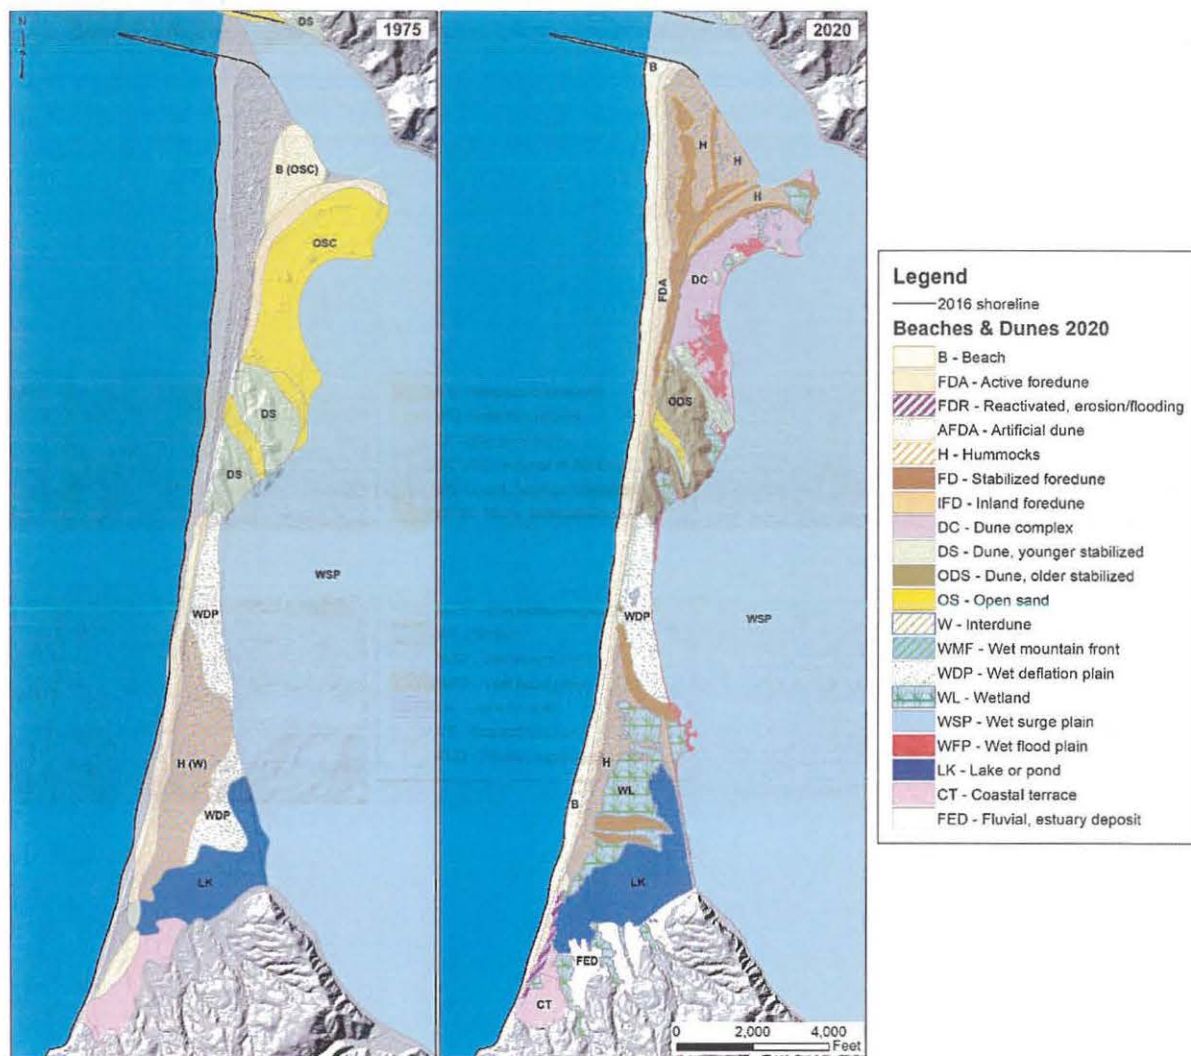 N
DS
1975
B (OSC)
OSC
DS
DS
WSP
WDP
H (W)
WDP
LK
2020
B
H
H
H
DC
FDA
ODS
WDP
WSP
H
WL
B
LK
FED
CT
0 2,000 4,000
Feet
Legend
2016 shoreline
Beaches & Dunes 2020
B - Beach
FDA - Active foredune
FDR - Reactivated, erosion/flooding
AFDA - Artificial dune
H - Hummocks
FD - Stabilized foredune
IFD - Inland foredune
DC - Dune complex
DS - Dune, younger stabilized
ODS - Dune, older stabilized
OS - Open sand
W - Interdune
WMF - Wet mountain front
WDP - Wet deflation plain
WL - Wetland
WSP - Wet surge plain
WFP - Wet flood plain
LK - Lake or pond
CT - Coastal terrace
FED - Fluvial, estuary deposit